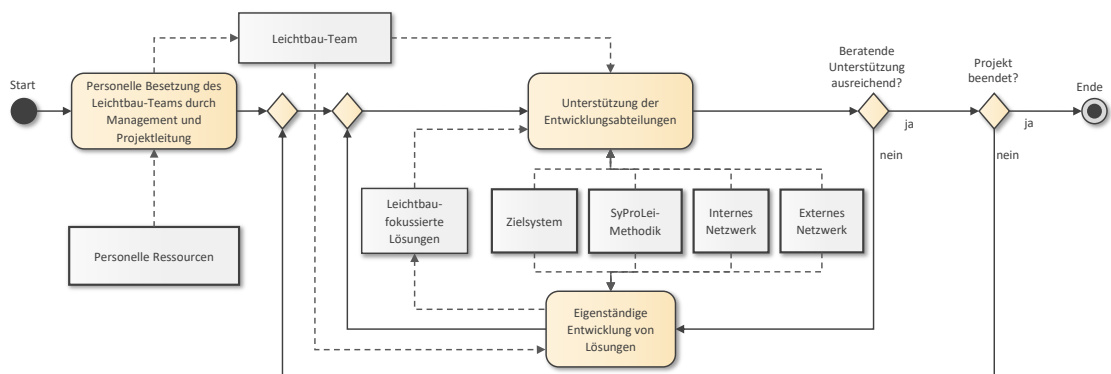 Leichtbau-Team
Start
Personelle Besetzung des
Leichtbau-Teams durch
Management und
Projektleitung
Unterstützung der
Entwicklungsabteilungen
Beratende
Unterstützung
ausreichend?
ja
nein
Projekt
beendet?
ja
nein
Ende
Personelle Ressourcen
Leichtbau-
fokussierte
Lösungen
Zielsystem
SyProLei-
Methodik
Internes
Netzwerk
Externes
Netzwerk
Eigenständige
Entwicklung von
Lösungen